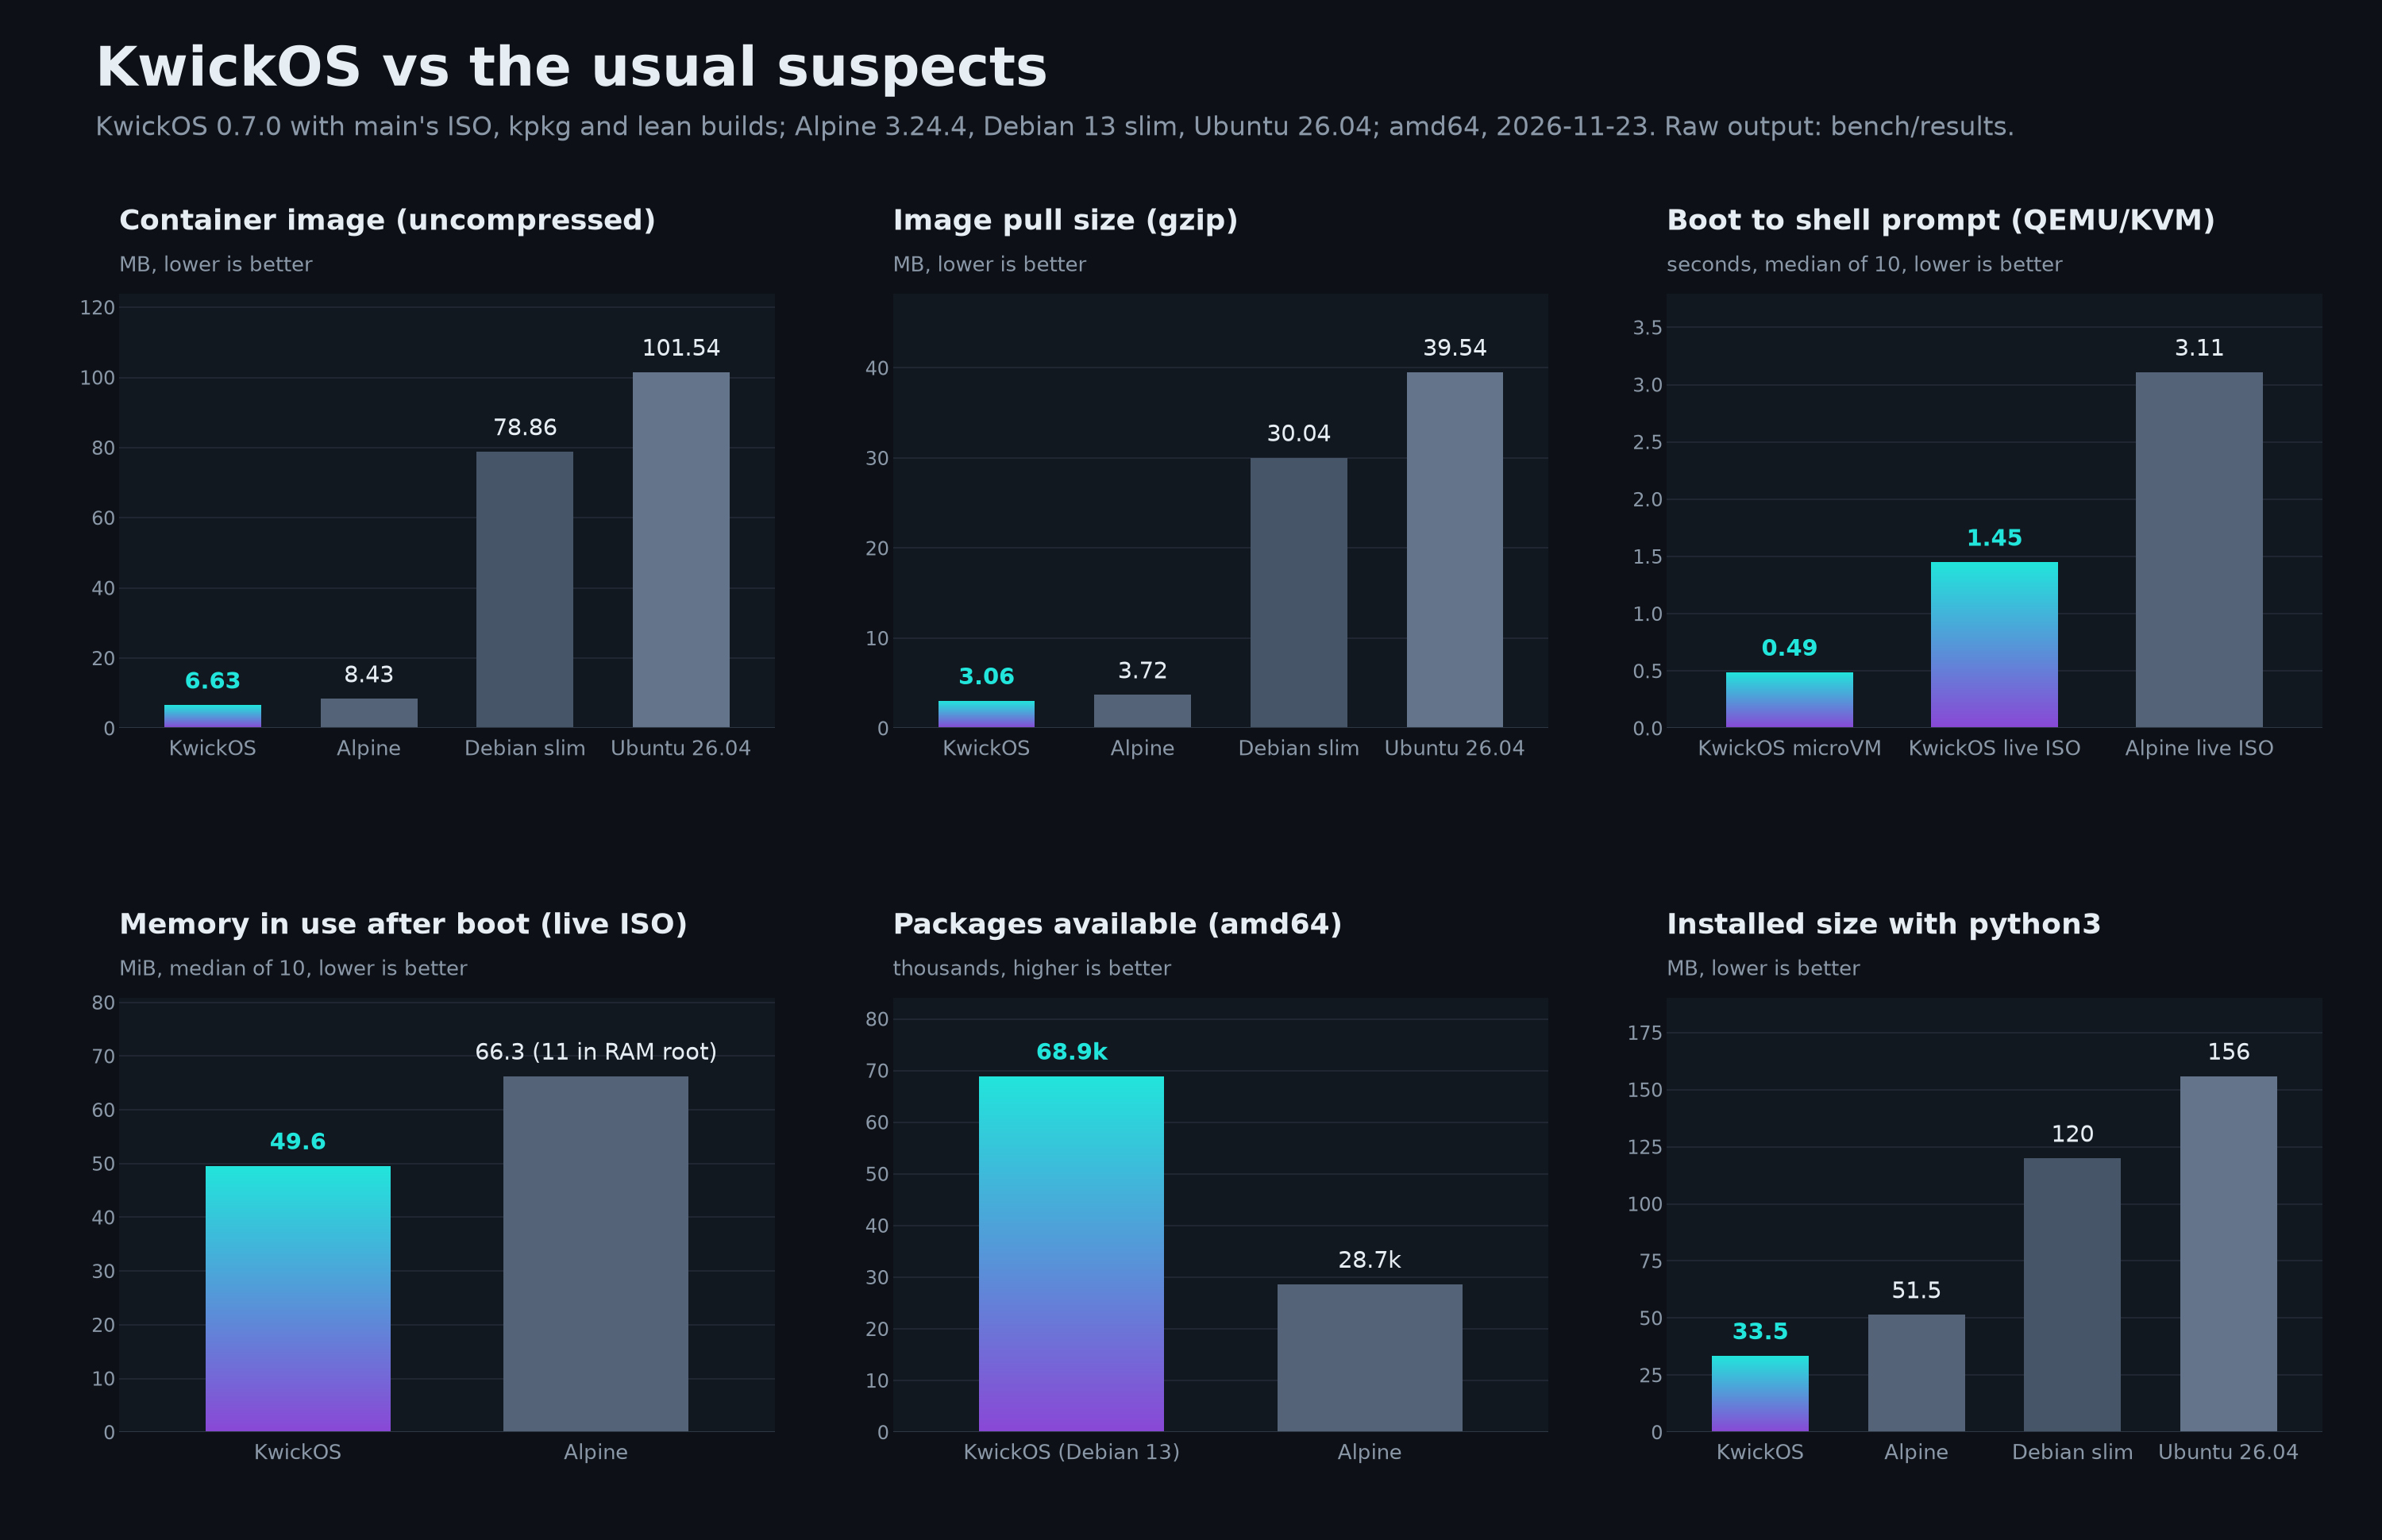 KwickOS vs the usual suspects
KwickOS 0.7.0 with main's ISO, kpkg and lean builds; Alpine 3.24.4, Debian 13 slim, Ubuntu 26.04; amd64, 2026-11-23. Raw output: bench/results.
Container image (uncompressed)
MB, lower is better
120
100
80
60
40
20
0
6.63
8.43
78.86
101.54
KwickOS
Alpine
Debian slim
Ubuntu 26.04
Image pull size (gzip)
MB, lower is better
40
30
20
10
0
3.06
3.72
30.04
39.54
KwickOS
Alpine
Debian slim
Ubuntu 26.04
Boot to shell prompt (QEMU/KVM)
seconds, median of 10, lower is better
3.5
3.0
2.5
2.0
1.5
1.0
0.5
0.0
0.49
1.45
3.11
KwickOS microVM
KwickOS live ISO
Alpine live ISO
Memory in use after boot (live ISO)
MiB, median of 10, lower is better
80
70
60
50
40
30
20
10
0
49.6
66.3 (11 in RAM root)
KwickOS
Alpine
Packages available (amd64)
thousands, higher is better
80
70
60
50
40
30
20
10
0
68.9k
28.7k
KwickOS (Debian 13)
Alpine
Installed size with python3
MB, lower is better
175
150
125
100
75
50
25
0
33.5
51.5
120
156
KwickOS
Alpine
Debian slim
Ubuntu 26.04